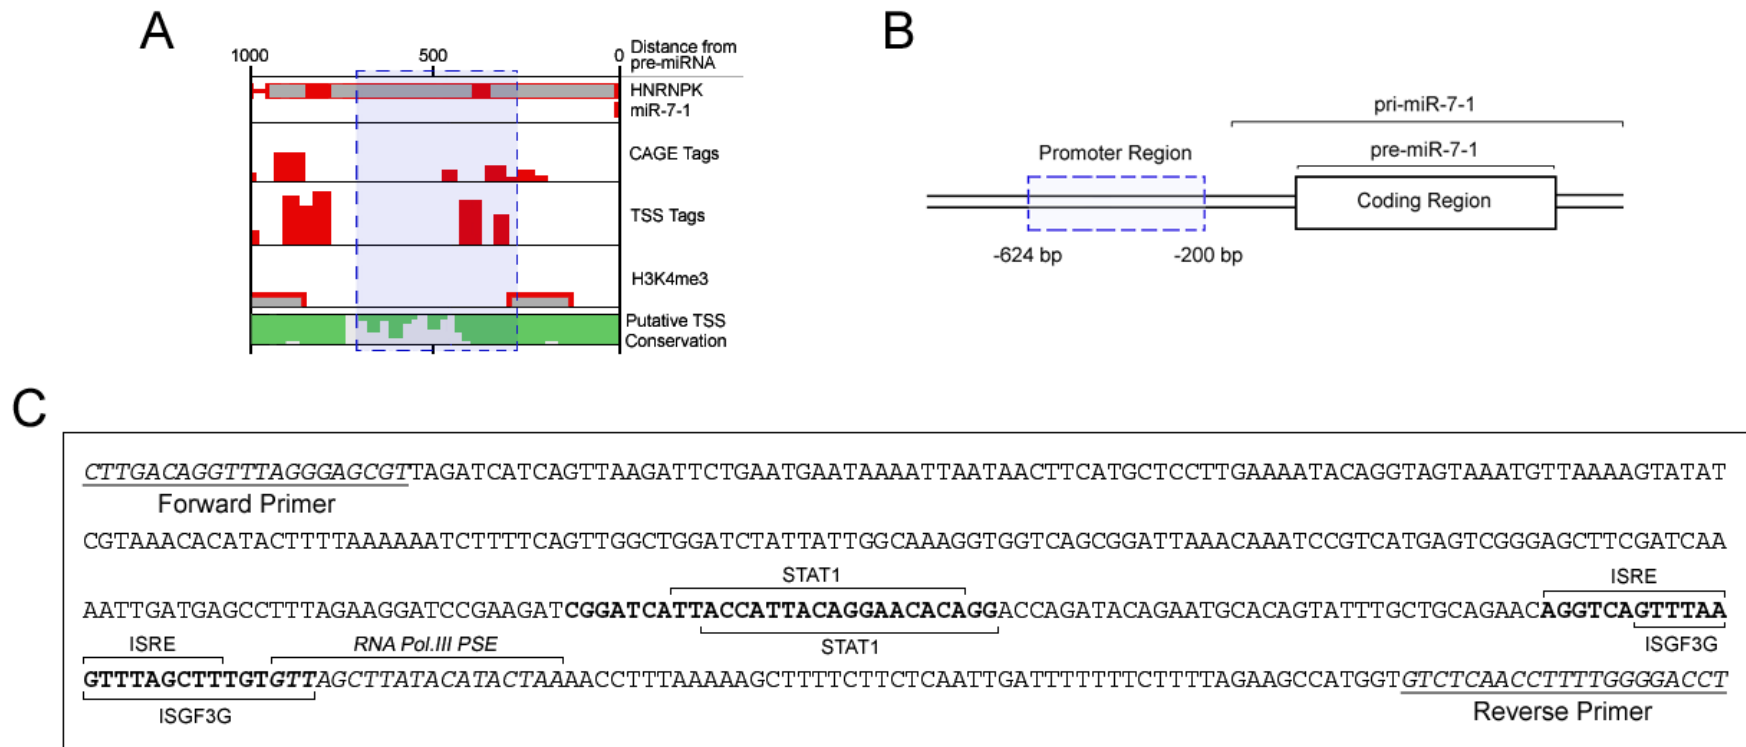 A
1000
500
0
Distance from
pre-miRNA
HNRNPK
miR-7-1
CAGE Tags
TSS Tags
H3K4me3
Putative TSS
Conservation
B
pri-miR-7-1
pre-miR-7-1
Promoter Region
Coding Region
-624 bp
-200 bp
C
CTTGACAGGTTTAGGGAGCGTTAGATCATCAGTTAAGATTCTGAATGAATAAAATTAATAACTTCATGCTCCTTGAAAATACAGGTAGTAAATGTTAAAAGTATAT
Forward Primer
CGTAAACACATACTTTTAAAAAATCTTTTCAGTTGGCTGGATCTATTATTGGCAAAGGTGGTCAGCGGATTAAACAAATCCGTCATGAGTCGGGAGCTTCGATCAA
STAT1
ISRE
AATTGATGAGCCTTTAGAAGGATCCGAAGATCGGATCATTACCATTACAGGAACACAGGACCAGATACAGAATGCACAGTATTTGCTGCAGAACAGGTCAGTTTAA
STAT1
ISGF3G
ISRE
RNA Pol.III PSE
GTTTAGCTTTGTGTTAGCTTATACATACTAAAACCTTTAAAAAGCTTTTCTTCTCAATTGATTTTTTTCTTTTAGAAGCCATGGTGTCTCAACCTTTTGGGGACCT
ISGF3G
Reverse Primer